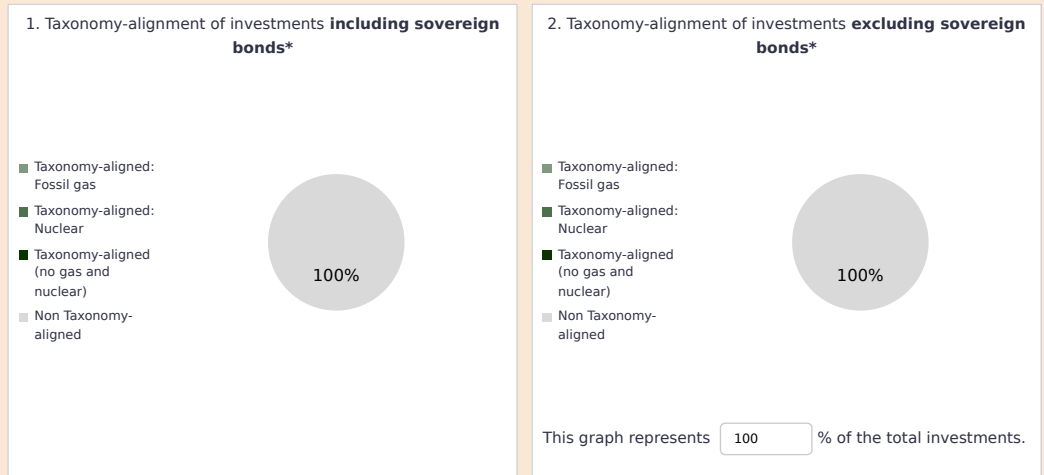 1. Taxonomy-alignment of investments including sovereign
bonds*
Taxonomy-aligned:
Fossil gas
Taxonomy-aligned:
Nuclear
Taxonomy-aligned
(no gas and
nuclear)
Non Taxonomy-
aligned
100%
2. Taxonomy-alignment of investments excluding sovereign
bonds*
Taxonomy-aligned:
Fossil gas
Taxonomy-aligned:
Nuclear
Taxonomy-aligned
(no gas and
nuclear)
Non Taxonomy-
aligned
100%
This graph represents 100 % of the total investments.